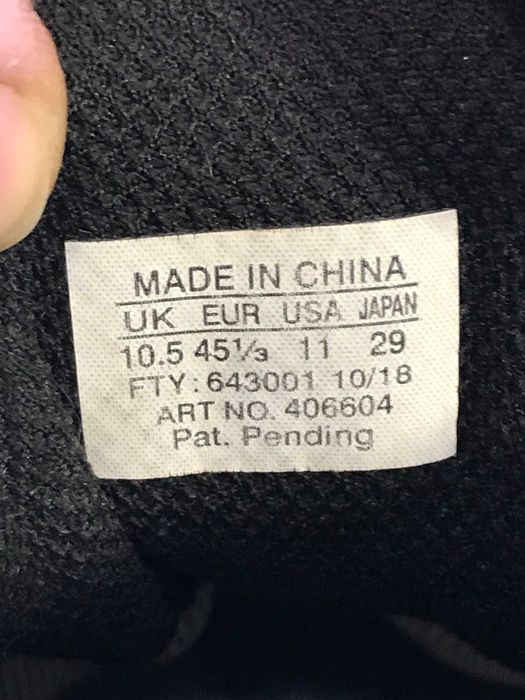 MADE IN CHINA
UK EUR USA JAPAN
10.5 45⅓ 11 29
FTY: 643001 10/18
ART NO. 406604
Pat. Pending